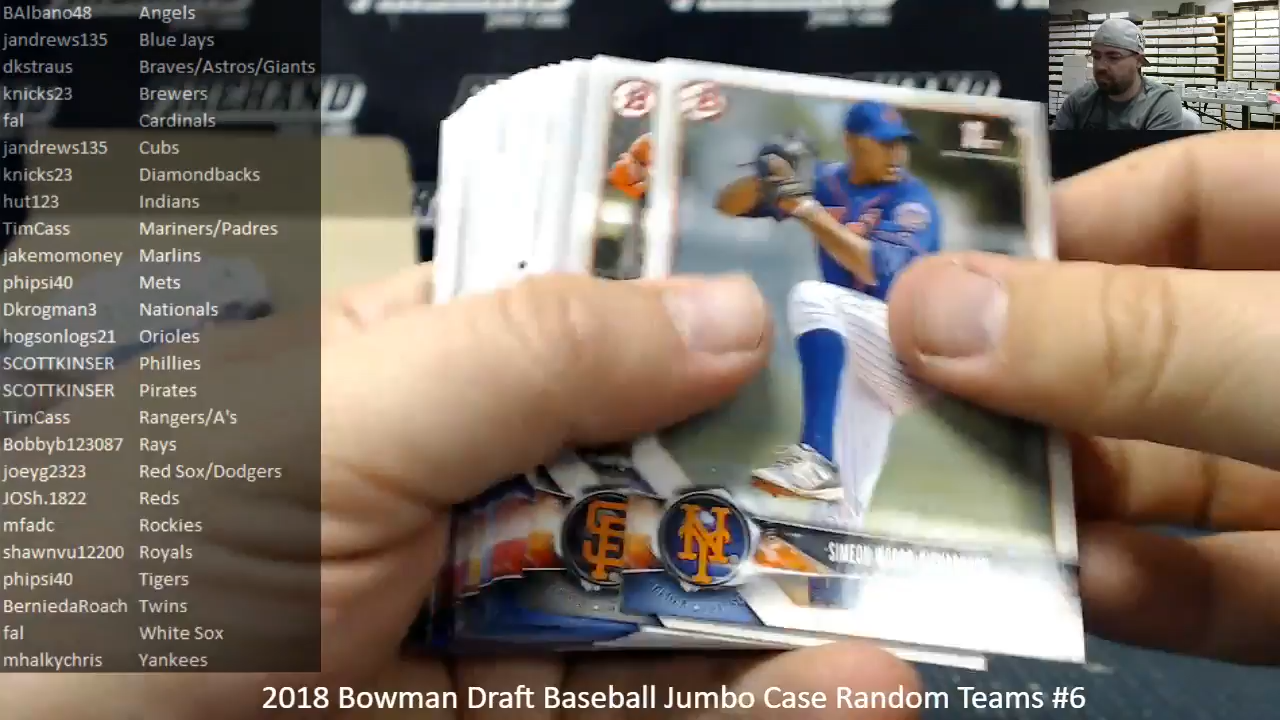 BAlbano48 Angels
jandrews135 Blue Jays
dkstraus Braves/Astros/Giants
knicks23 Brewers
fal Cardinals
jandrews135 Cubs
knicks23 Diamondbacks
hut123 Indians
TimCass Mariners/Padres
jakemomoney Marlins
phipsi40 Mets
Dkrogman3 Nationals
hogsonlogs21 Orioles
SCOTTKINSER Phillies
SCOTTKINSER Pirates
TimCass Rangers/A's
Bobbyb123087 Rays
joeyg2323 Red Sox/Dodgers
JOSh.1822 Reds
mfadc Rockies
shawnvu12200 Royals
phipsi40 Tigers
BerniedaRoach Twins
fal White Sox
mhalkychris Yankees
B B
SF NY
SIMEON
2018 Bowman Draft Baseball Jumbo Case Random Teams #6